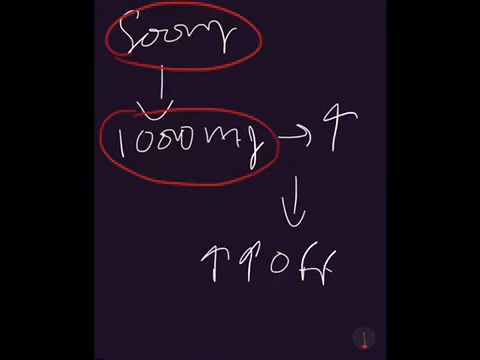 500mg
1000mg → ↑
↑ ↑ Off